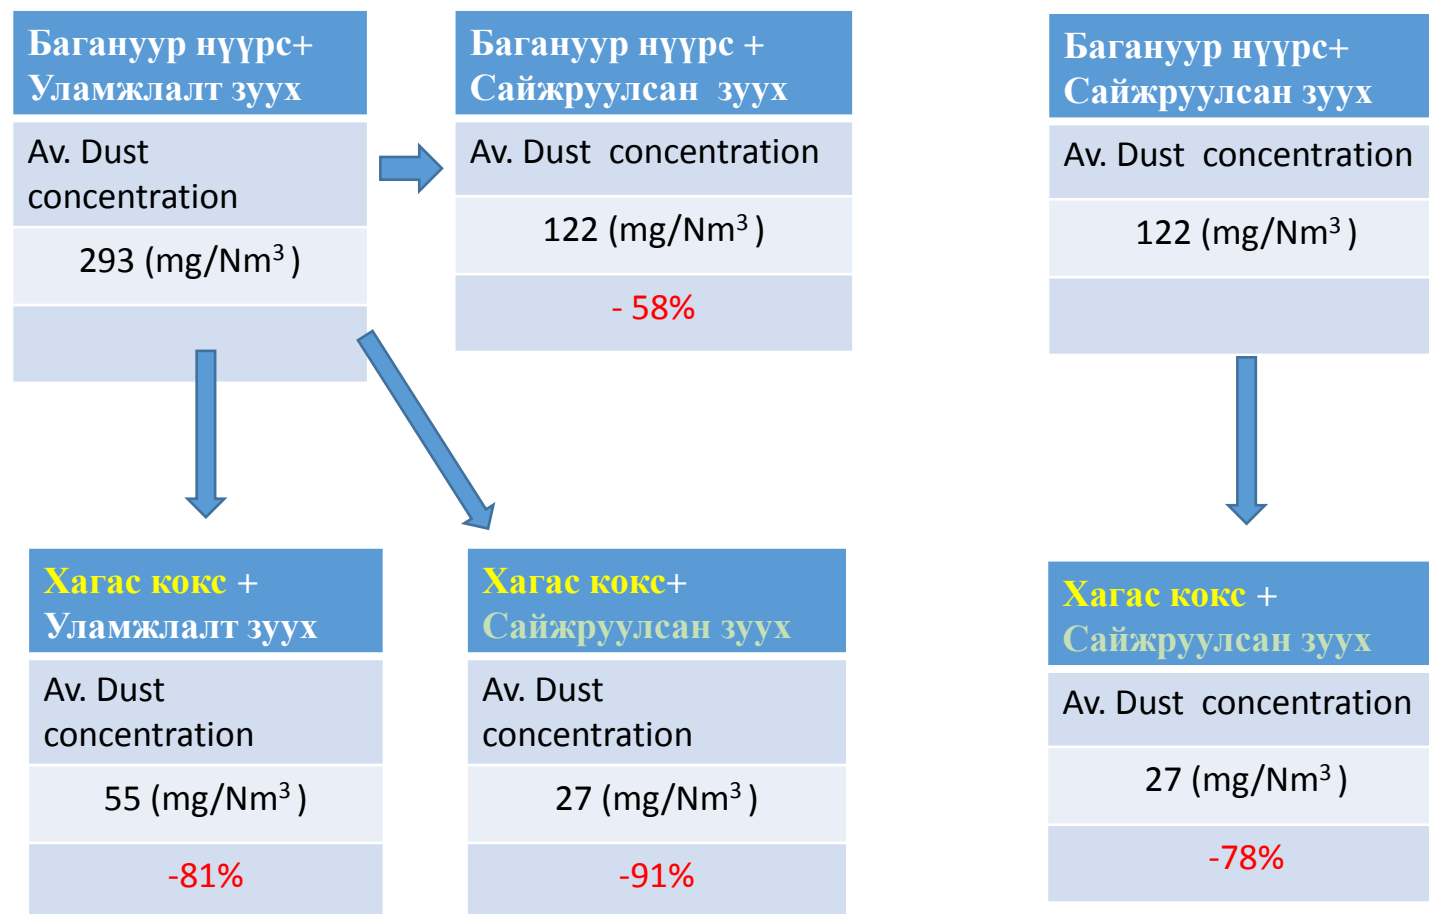 Багануур нүүрс+
Уламжлалт зуух
Av. Dust
concentration
293 (mg/Nm³ )
Багануур нүүрс +
Сайжруулсан зуух
Av. Dust concentration
122 (mg/Nm³ )
- 58%
Багануур нүүрс+
Сайжруулсан зуух
Av. Dust concentration
122 (mg/Nm³ )
Хагас кокс +
Уламжлалт зуух
Av. Dust
concentration
55 (mg/Nm³ )
-81%
Хагас кокс+
Сайжруулсан зуух
Av. Dust
concentration
27 (mg/Nm³ )
-91%
Хагас кокс +
Сайжруулсан зуух
Av. Dust concentration
27 (mg/Nm³ )
-78%